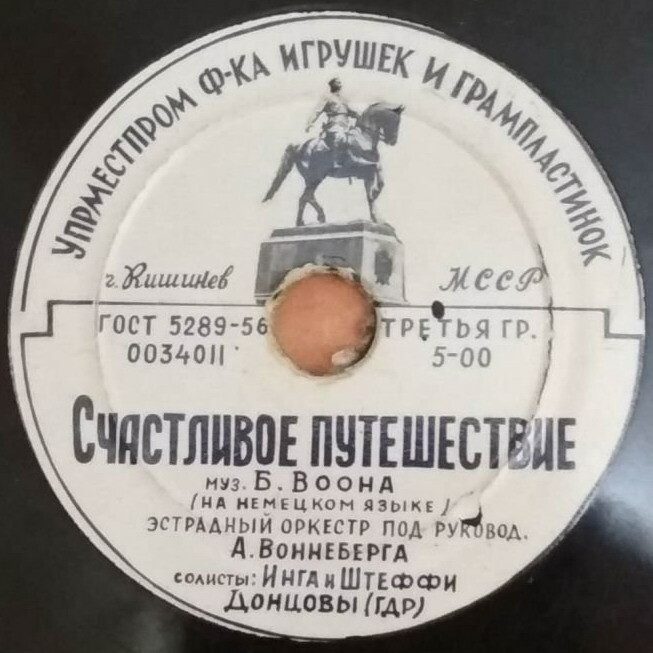 УПРМЕСТПРОМ Ф-КА ИГРУШЕК И ГРАМПЛАСТИНОК
г. Кишинев МССР
ГОСТ 5289-56 ТРЕТЬЯ ГР.
0034011 5-00
СЧАСТЛИВОЕ ПУТЕШЕСТВИЕ
МУЗ. Б. ВООНА
(НА НЕМЕЦКОМ ЯЗЫКЕ)
ЭСТРАДНЫЙ ОРКЕСТР ПОД РУКОВОД.
А. ВОННЕБЕРГА
СОЛИСТЫ: ИНГА и ШТЕФФИ
ДОНЦОВЫ (ГДР)